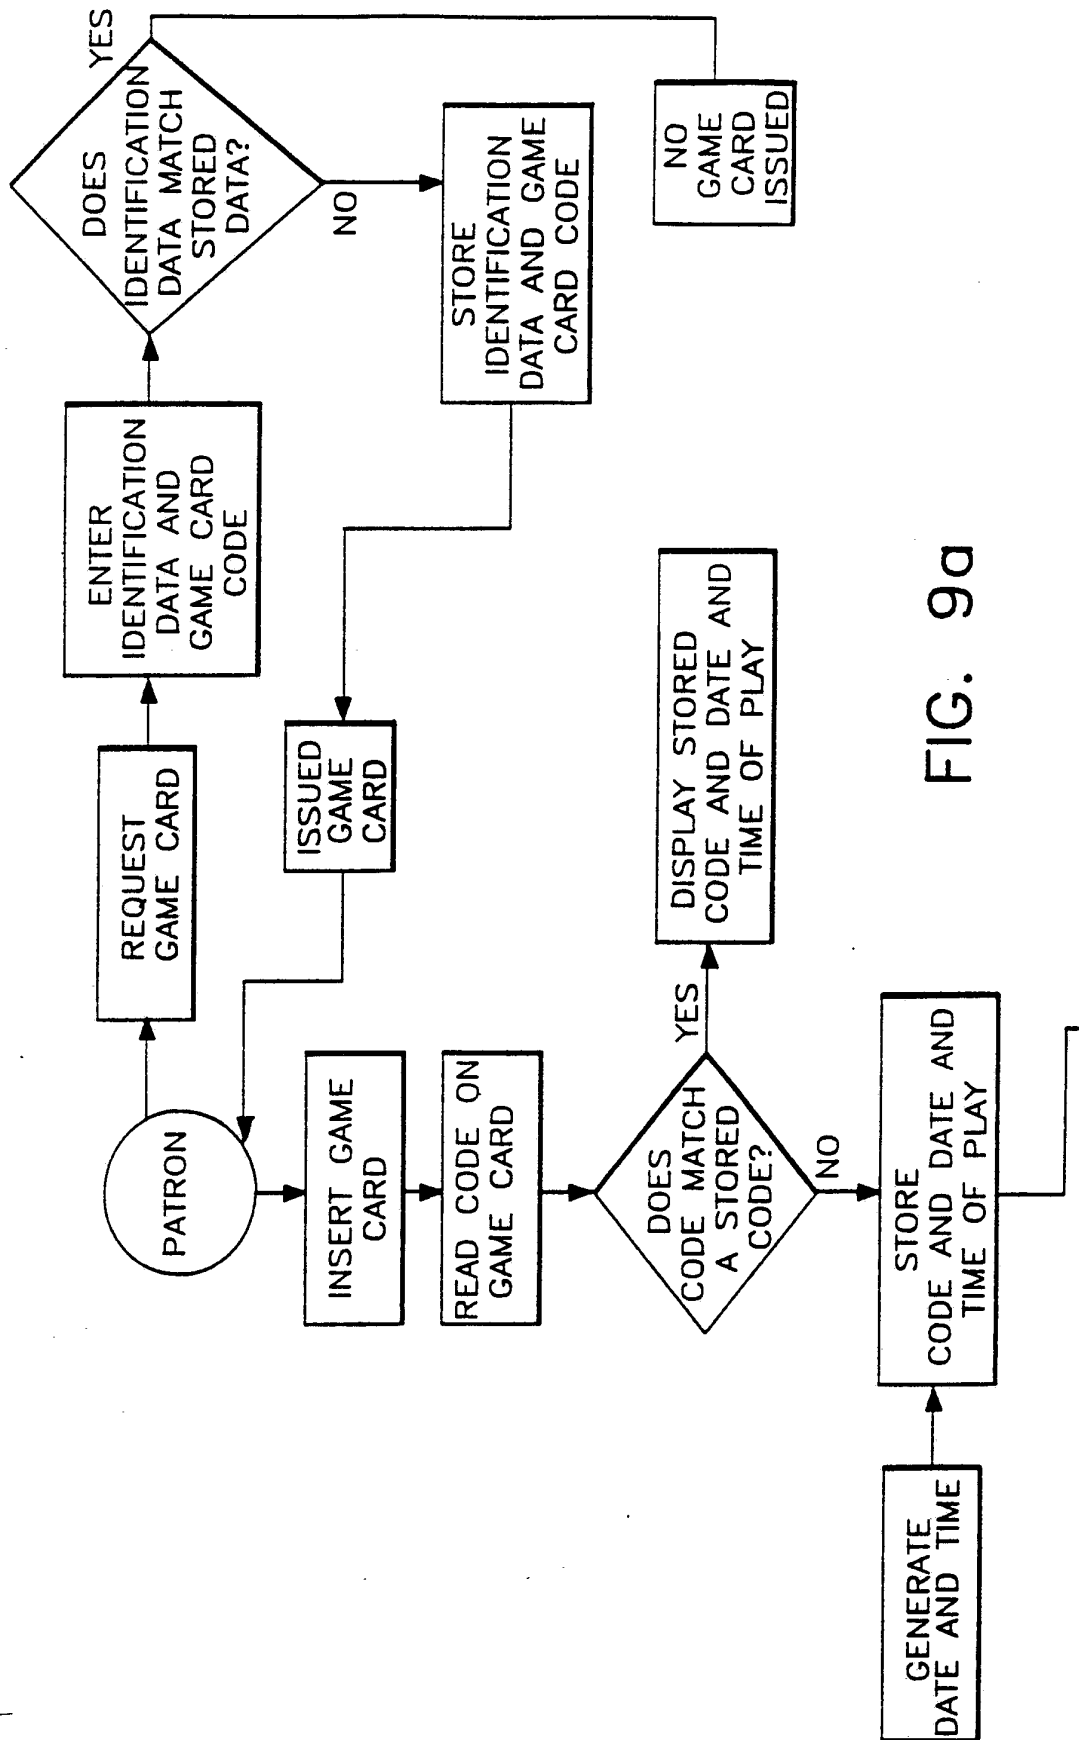 PATRON
REQUEST
GAME CARD
ENTER
IDENTIFICATION
DATA AND
GAME CARD
CODE
DOES
IDENTIFICATION
DATA MATCH
STORED
DATA?
YES
NO
STORE
IDENTIFICATION
DATA AND GAME
CARD CODE
NO
GAME
CARD
ISSUED
ISSUED
GAME
CARD
INSERT GAME
CARD
READ CODE ON
GAME CARD
DOES
CODE MATCH
A STORED
CODE?
YES
DISPLAY STORED
CODE AND DATE AND
TIME OF PLAY
NO
GENERATE
DATE AND TIME
STORE
CODE AND DATE AND
TIME OF PLAY
FIG. 9a